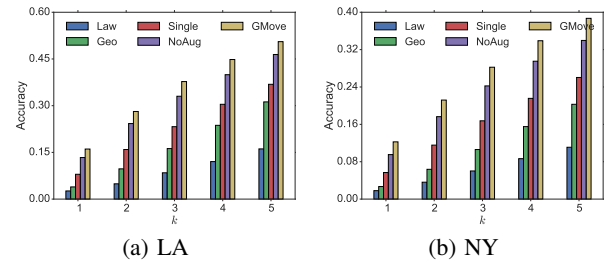 0.60
0.45
0.30
0.15
0.00
Accuracy
Law
Single
GMove
Geo
NoAug
1 2 3 4 5
k
(a) LA
0.40
0.32
0.24
0.16
0.08
0.00
Accuracy
Law
Single
GMove
Geo
NoAug
1 2 3 4 5
k
(b) NY